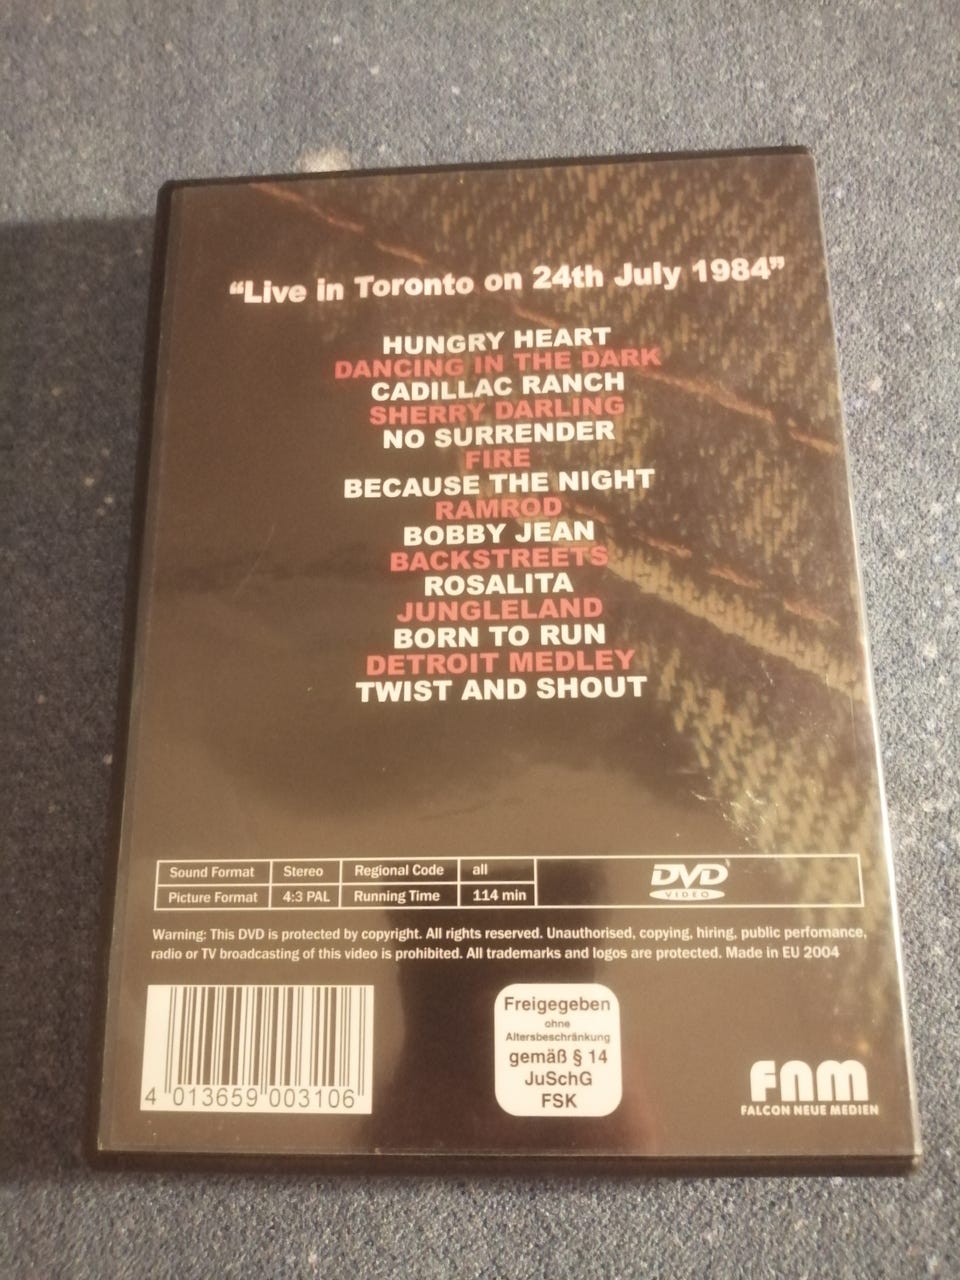 “Live in Toronto on 24th July 1984”
HUNGRY HEART
DANCING IN THE DARK
CADILLAC RANCH
SHERRY DARLING
NO SURRENDER
FIRE
BECAUSE THE NIGHT
RAMROD
BOBBY JEAN
BACKSTREETS
ROSALITA
JUNGLELAND
BORN TO RUN
DETROIT MEDLEY
TWIST AND SHOUT
Sound Format Stereo Regional Code all
Picture Format 4:3 PAL Running Time 114 min
DVD
VIDEO
Warning: This DVD is protected by copyright. All rights reserved. Unauthorised, copying, hiring, public perfomance,
radio or TV broadcasting of this video is prohibited. All trademarks and logos are protected. Made in EU 2004
4 013659 003106
Freigegeben
ohne
Altersbeschränkung
gemäß § 14
JuSchG
FSK
FNM
FALCON NEUE MEDIEN